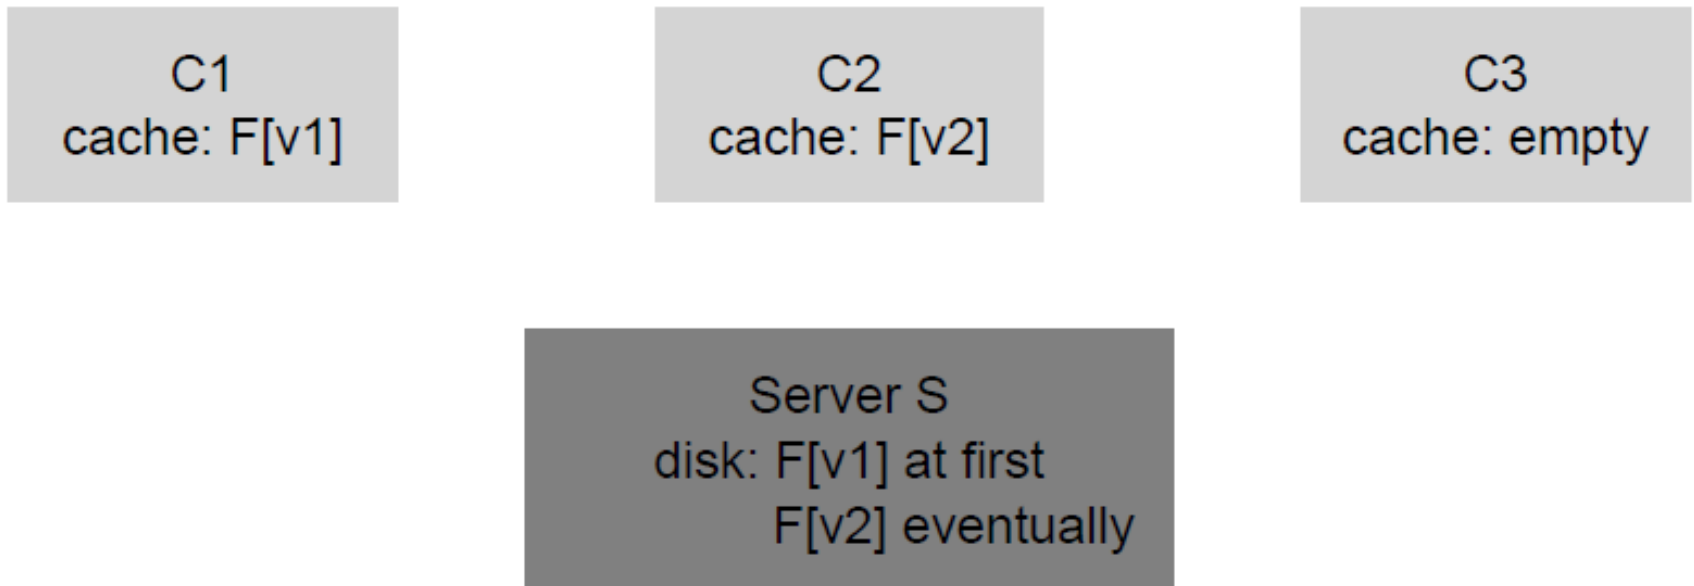 C1
cache: F[v1]
C2
cache: F[v2]
C3
cache: empty
Server S
disk: F[v1] at first
F[v2] eventually